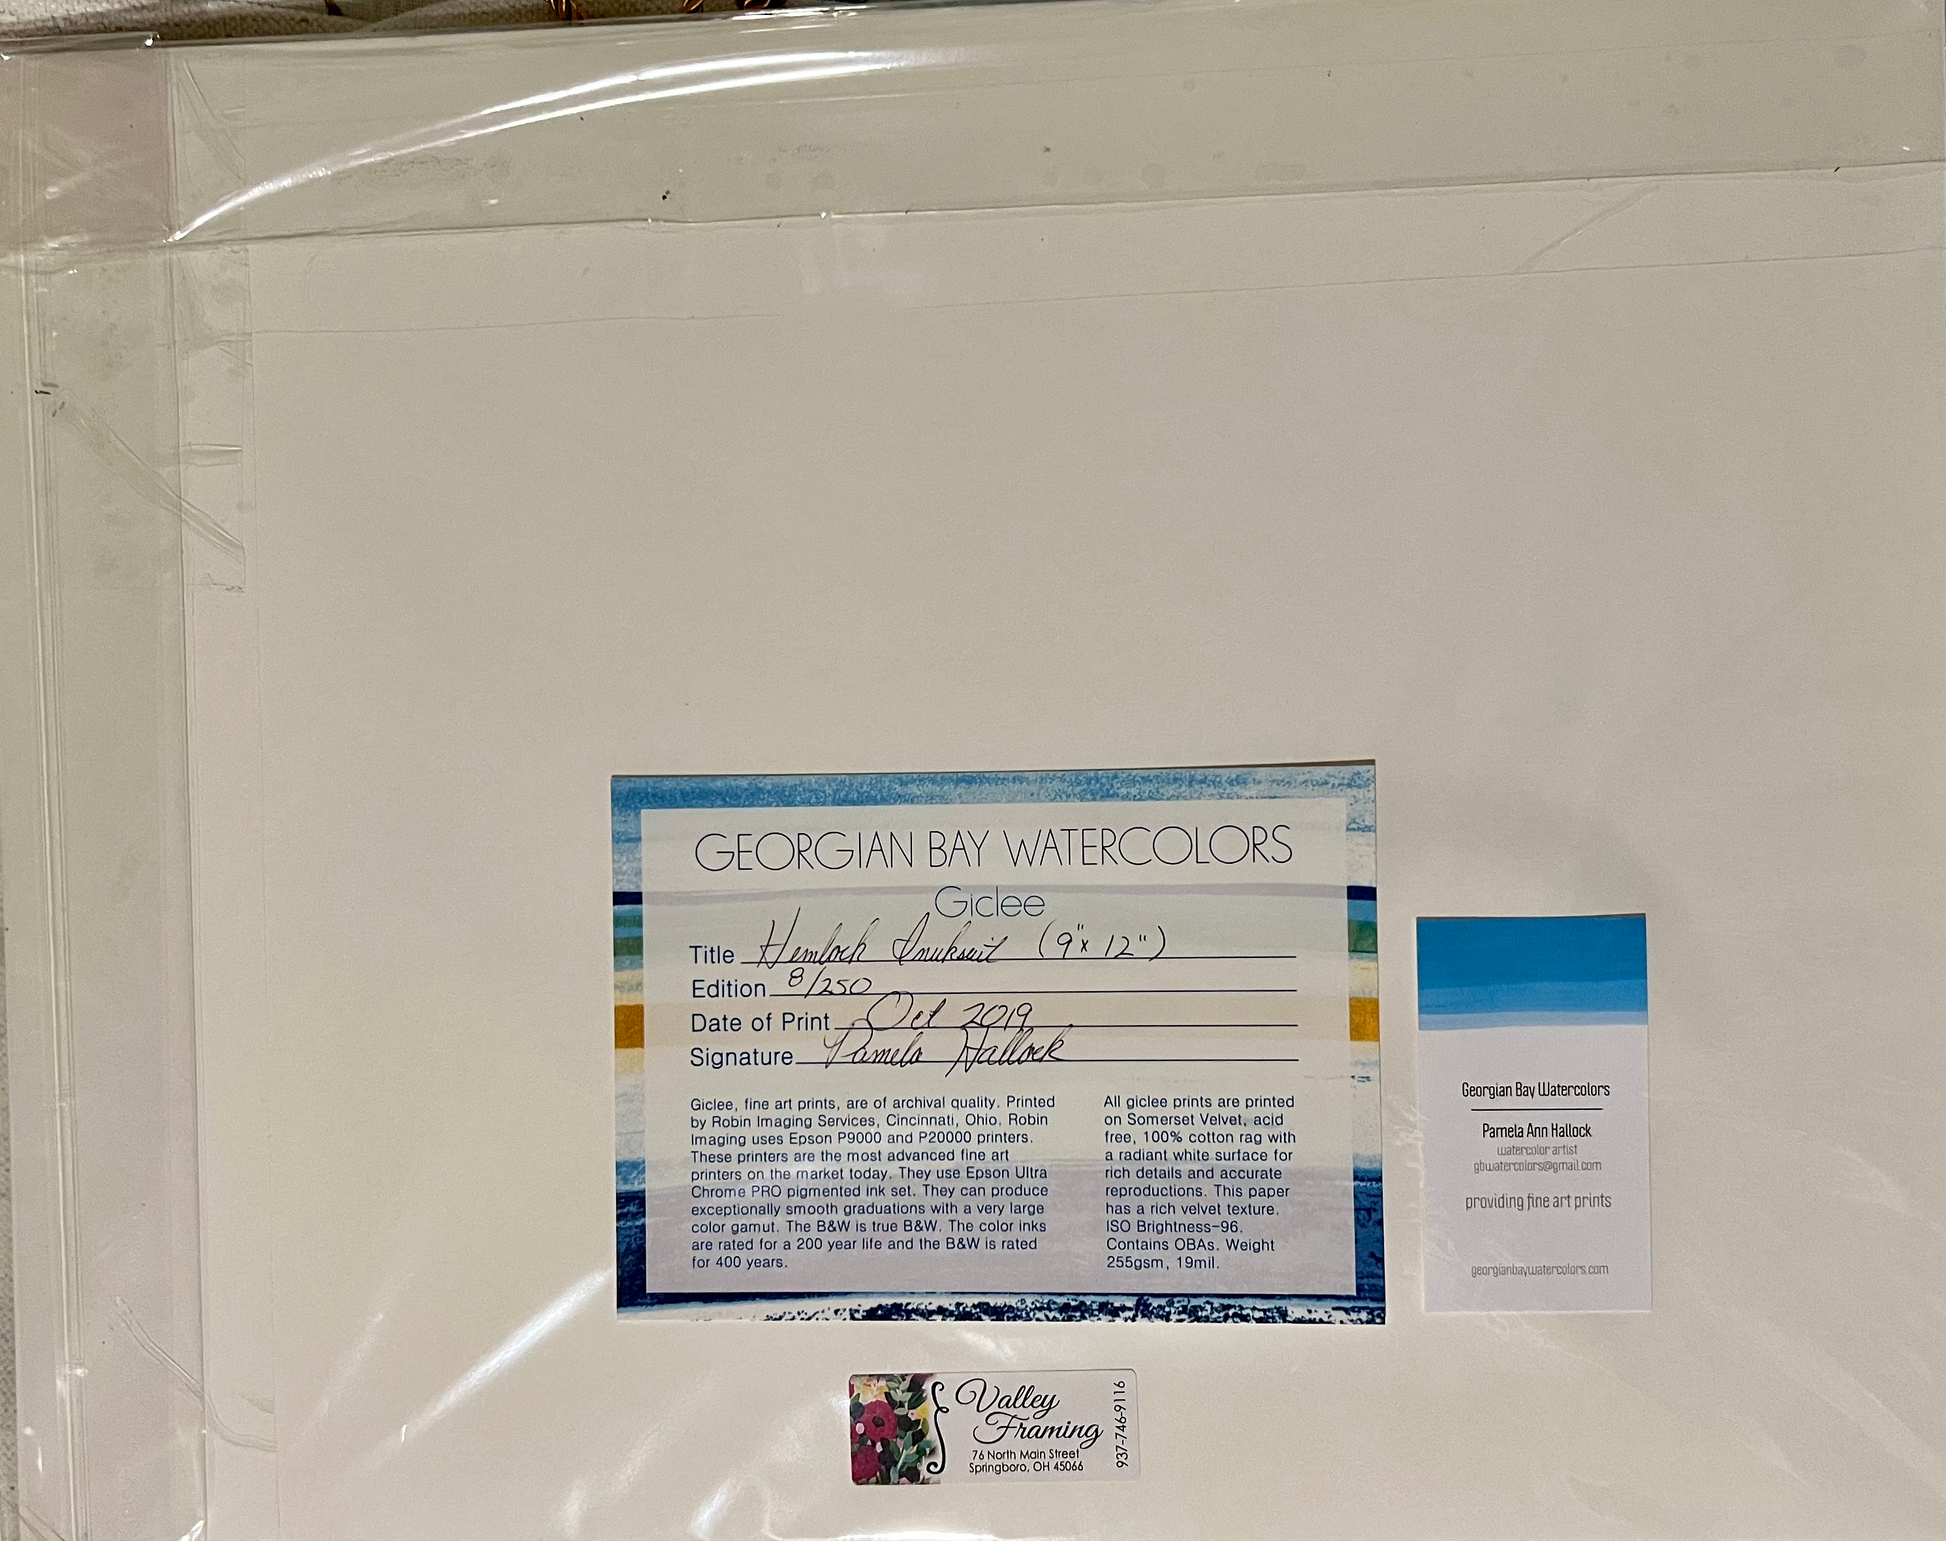 GEORGIAN BAY WATERCOLORS
Giclee
Title Hemlock Inuksuit (9"x 12")
Edition 8/250
Date of Print Oct 2019
Signature Pamela Hallock
Giclee, fine art prints, are of archival quality. Printed
by Robin Imaging Services, Cincinnati, Ohio. Robin
Imaging uses Epson P9000 and P20000 printers.
These printers are the most advanced fine art
printers on the market today. They use Epson Ultra
Chrome PRO pigmented ink set. They can produce
exceptionally smooth graduations with a very large
color gamut. The B&W is true B&W. The color inks
are rated for a 200 year life and the B&W is rated
for 400 years.
All giclee prints are printed
on Somerset Velvet, acid
free, 100% cotton rag with
a radiant white surface for
rich details and accurate
reproductions. This paper
has a rich velvet texture.
ISO Brightness-96.
Contains OBAs. Weight
255gsm, 19mil.
Georgian Bay Watercolors
Pamela Ann Hallock
watercolor artist
gbwatercolors@gmail.com
providing fine art prints
georgianbaywatercolors.com
Valley
Framing
76 North Main Street
Springboro, OH 45066
937-746-9116